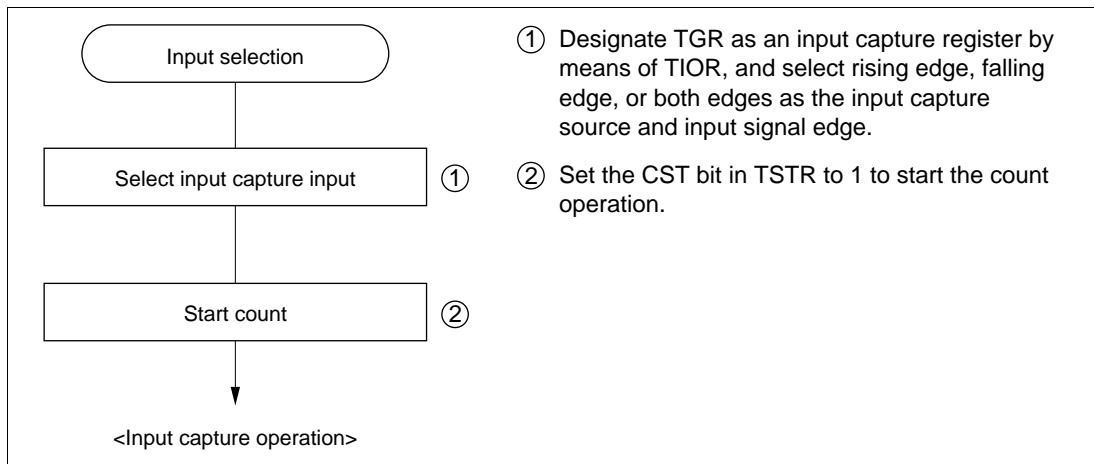 Input selection
Select input capture input
①
Start count
②
<Input capture operation>
① Designate TGR as an input capture register by
means of TIOR, and select rising edge, falling
edge, or both edges as the input capture
source and input signal edge.
② Set the CST bit in TSTR to 1 to start the count
operation.